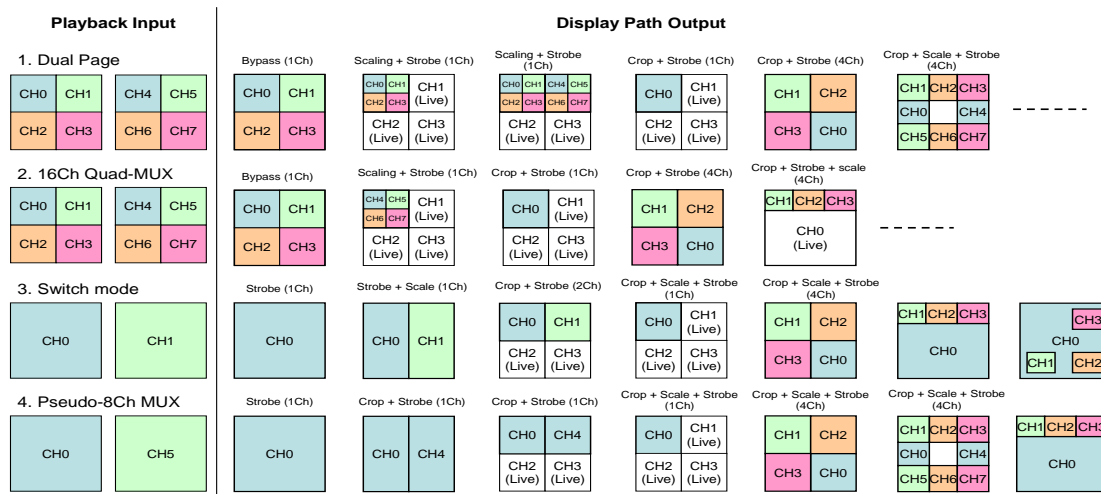 Playback Input
Display Path Output
1. Dual Page
CH0 CH1
CH2 CH3
CH4 CH5
CH6 CH7
Bypass (1Ch)
CH0 CH1
CH2 CH3
Scaling + Strobe (1Ch)
CH0 CH1
CH2 CH3
CH1
(Live)
CH2
(Live)
CH3
(Live)
Scaling + Strobe
(1Ch)
CH0 CH1 CH4 CH5
CH2 CH3 CH6 CH7
CH2
(Live)
CH3
(Live)
Crop + Strobe (1Ch)
CH0
CH1
(Live)
CH2
(Live)
CH3
(Live)
Crop + Strobe (4Ch)
CH1 CH2
CH3 CH0
Crop + Scale + Strobe
(4Ch)
CH1 CH2 CH3
CH0 CH4
CH5 CH6 CH7
2. 16Ch Quad-MUX
CH0 CH1
CH2 CH3
CH4 CH5
CH6 CH7
Bypass (1Ch)
CH0 CH1
CH2 CH3
Scaling + Strobe (1Ch)
CH4 CH5
CH6 CH7
CH1
(Live)
CH2
(Live)
CH3
(Live)
Crop + Strobe (1Ch)
CH0
CH1
(Live)
CH2
(Live)
CH3
(Live)
Crop + Strobe (4Ch)
CH1 CH2
CH3 CH0
Crop + Strobe + scale
(4Ch)
CH1 CH2 CH3
CH0
(Live)
3. Switch mode
CH0
CH1
Strobe (1Ch)
CH0
Strobe + Scale (1Ch)
CH0 CH1
Crop + Strobe (2Ch)
CH0 CH1
CH2
(Live)
CH3
(Live)
Crop + Scale + Strobe
(1Ch)
CH0
CH1
(Live)
CH2
(Live)
CH3
(Live)
Crop + Scale + Strobe
(4Ch)
CH1 CH2
CH3 CH0
CH1 CH2 CH3
CH0
CH3
CH0
CH1 CH2
4. Pseudo-8Ch MUX
CH0
CH5
Strobe (1Ch)
CH0
Crop + Strobe (1Ch)
CH0 CH4
Crop + Strobe (1Ch)
CH0 CH4
CH2
(Live)
CH3
(Live)
Crop + Scale + Strobe
(1Ch)
CH0
CH1
(Live)
CH2
(Live)
CH3
(Live)
Crop + Scale + Strobe
(4Ch)
CH1 CH2
CH3 CH0
Crop + Scale + Strobe
(4Ch)
CH1 CH2 CH3
CH0 CH4
CH5 CH6 CH7
CH1 CH2 CH3
CH0